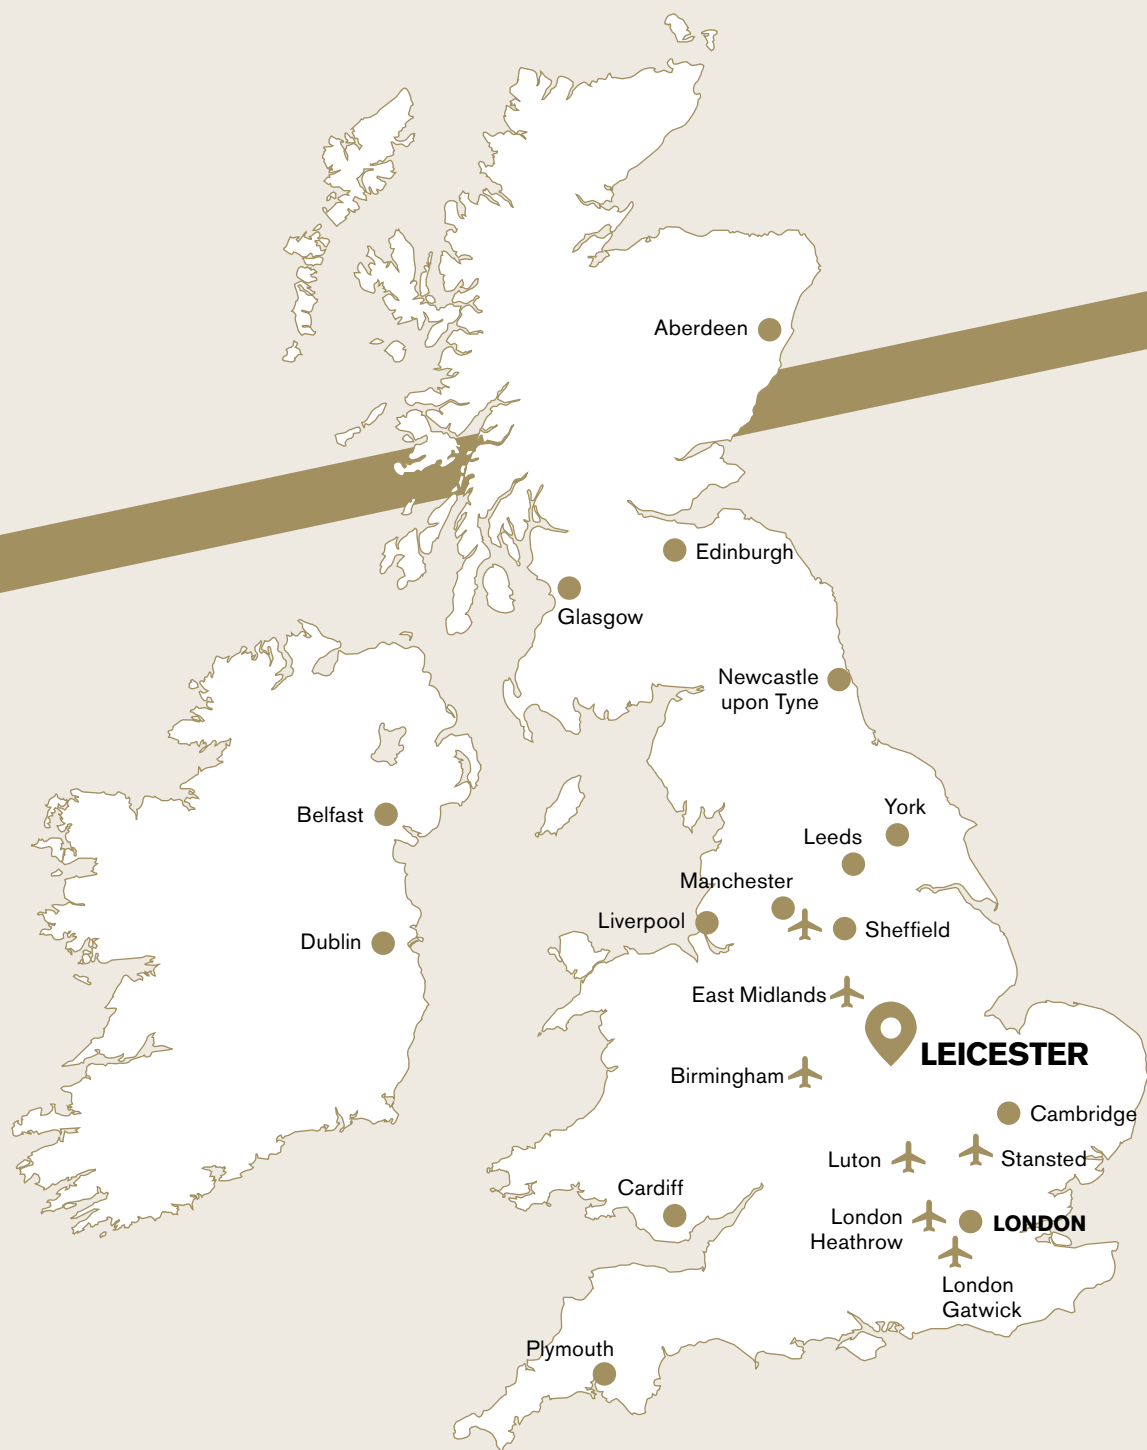 Aberdeen
Edinburgh
Glasgow
Newcastle
upon Tyne
Belfast
York
Leeds
Manchester
Liverpool
Sheffield
Dublin
East Midlands
LEICESTER
Birmingham
Cambridge
Luton
Stansted
Cardiff
London
Heathrow
LONDON
London
Gatwick
Plymouth